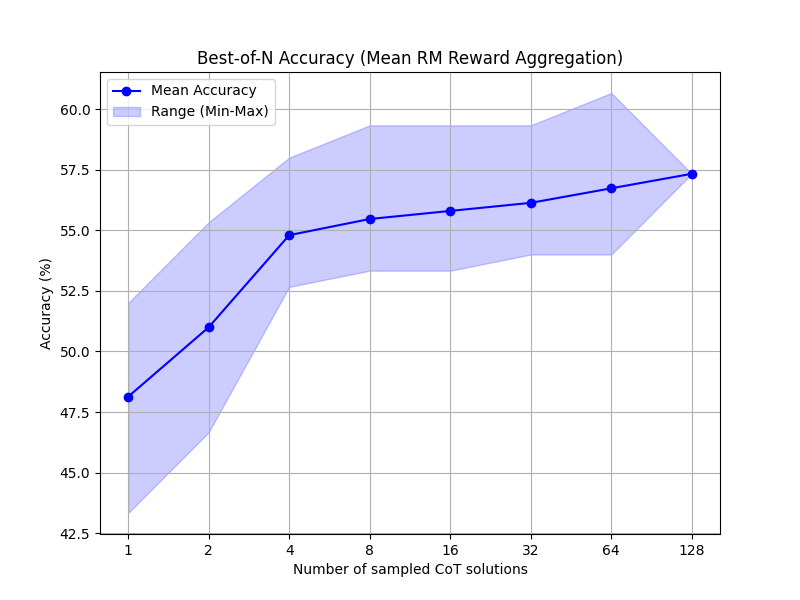 Best-of-N Accuracy (Mean RM Reward Aggregation)
Mean Accuracy
Range (Min-Max)
Accuracy (%)
60.0
57.5
55.0
52.5
50.0
47.5
45.0
42.5
1 2 4 8 16 32 64 128
Number of sampled CoT solutions